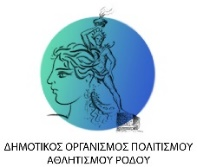 ΔΗΜΟΤΙΚΟΣ ΟΡΓΑΝΙΣΜΟΣ ΠΟΛΙΤΙΣΜΟΥ
ΑΘΛΗΤΙΣΜΟΥ ΡΟΔΟΥ